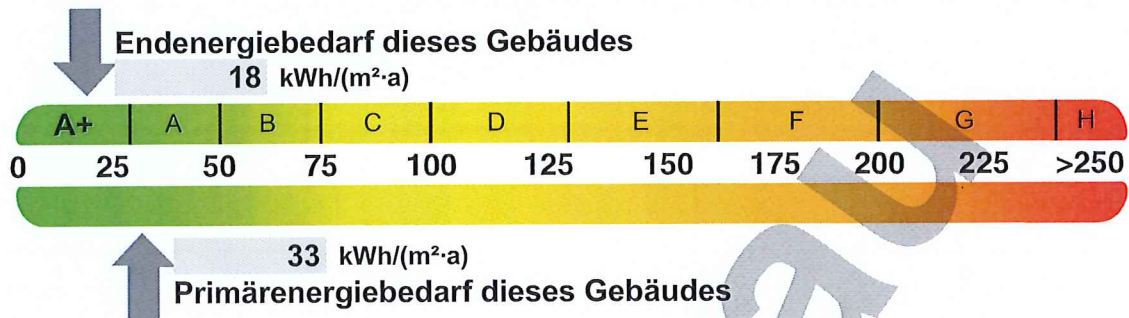 Endenergiebedarf dieses Gebäudes
18 kWh/(m²·a)
A+ A B C D E F G H
0 25 50 75 100 125 150 175 200 225 >250
33 kWh/(m²·a)
Primärenergiebedarf dieses Gebäudes